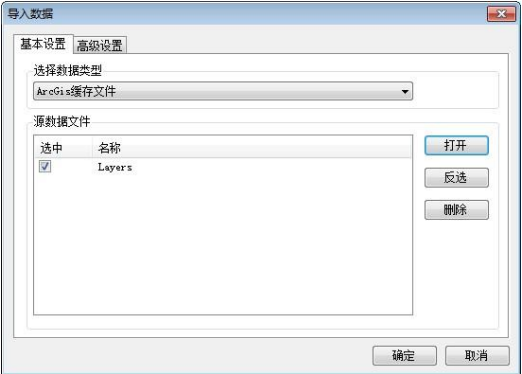 导入数据
基本设置 高级设置
选择数据类型
ArcGis缓存文件
源数据文件
选中 名称 打开
Layers 反选
删除
确定 取消